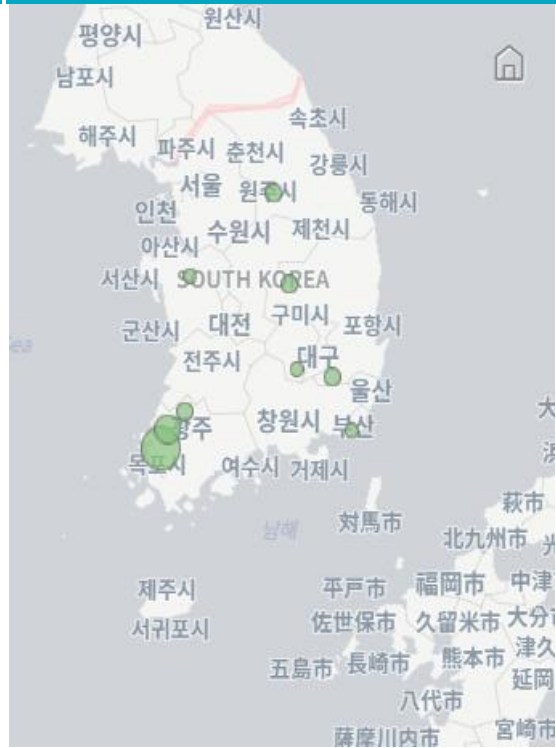 원산시
평양시
남포시
속초시
해주시
파주시 춘천시
강릉시
서울 원주시
동해시
인천
수원시 제천시
아산시
서산시 SOUTH KOREA
구미시
군산시 대전 포항시
전주시 대구
울산
창원시 부산
광주
목포시 여수시 거제시
対馬市
남해
萩市
北九州市
제주시
平戸市 福岡市 中津
서귀포시
佐世保市 久留米市 大分市
五島市 長崎市 熊本市 津久
延岡
八代市
宮崎市
薩摩川内市